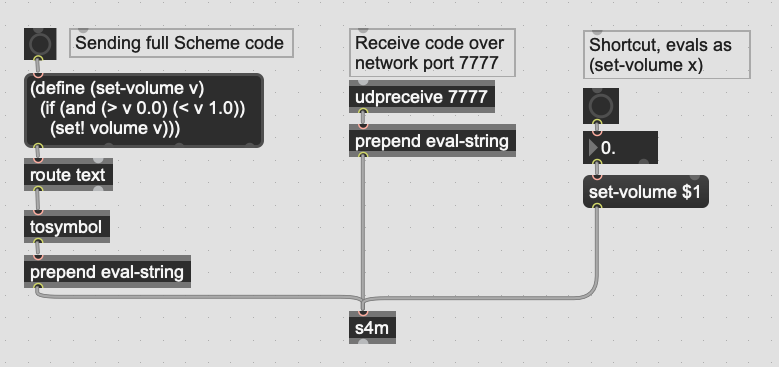 Sending full Scheme code
(define (set-volume v)
(if (and (> v 0.0) (< v 1.0))
(set! volume v)))
route text
tosymbol
prepend eval-string
Receive code over
network port 7777
udpreceive 7777
prepend eval-string
s4m
Shortcut, evals as
(set-volume x)
0.
set-volume $1